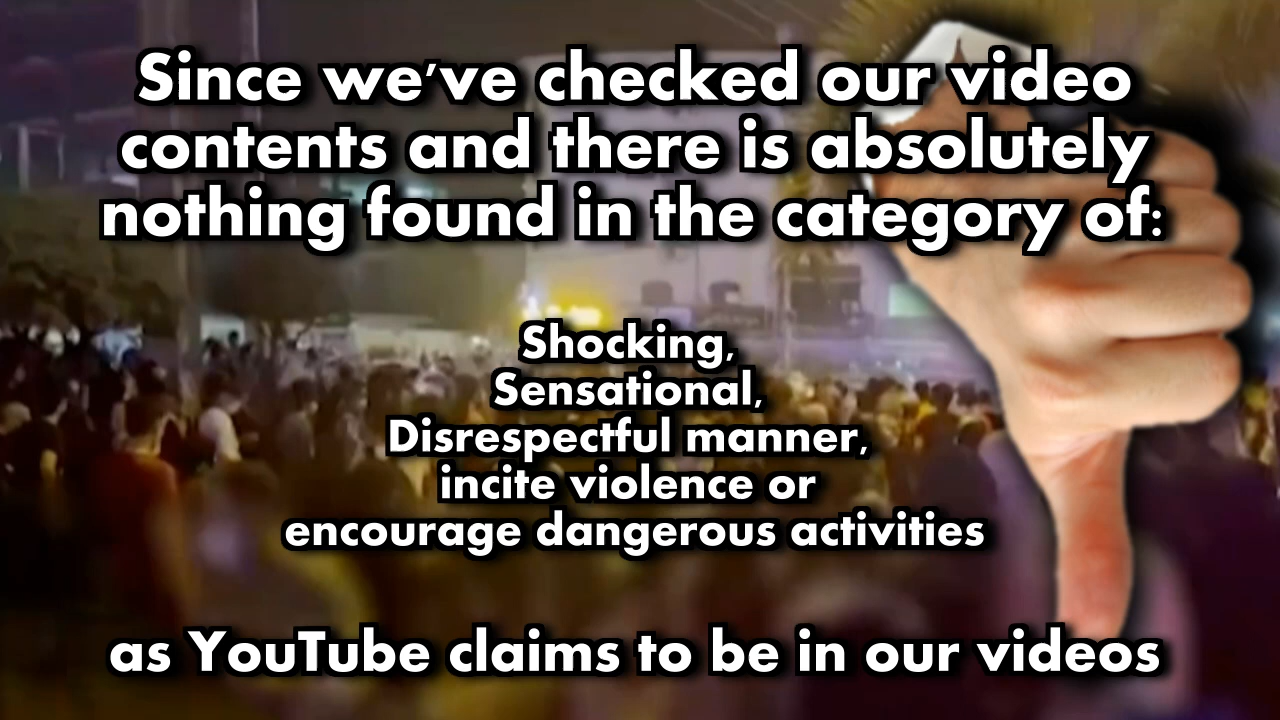 Since we've checked our video
contents and there is absolutely
nothing found in the category of:
Shocking,
Sensational,
Disrespectful manner,
incite violence or
encourage dangerous activities
as YouTube claims to be in our videos